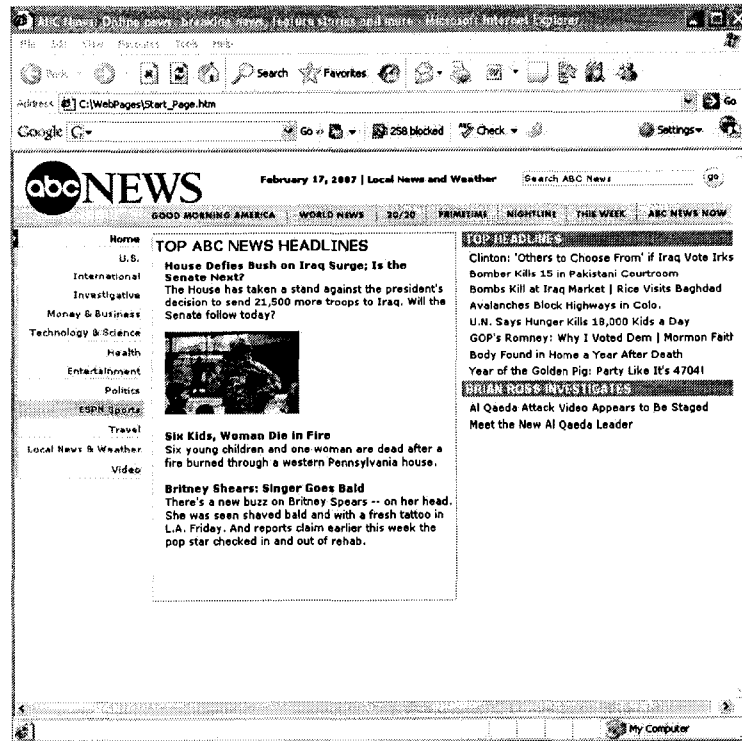 ABC News: Online news, breaking news, feature stories and more - Microsoft Internet Explorer
File Edit View Favorites Tools Help
Back Search Favorites
Address C:\WebPages\Start_Page.htm Go
Google G Go 258 blocked Check Settings
abc NEWS
February 17, 2007 | Local News and Weather Search ABC News go
GOOD MORNING AMERICA WORLD NEWS 20/20 PRIMETIME NIGHTLINE THIS WEEK ABC NEWS NOW
Home
U.S.
International
Investigative
Money & Business
Technology & Science
Health
Entertainment
Politics
ESPN Sports
Travel
Local News & Weather
Video
TOP ABC NEWS HEADLINES
House Defies Bush on Iraq Surge; Is the
Senate Next?
The House has taken a stand against the president's
decision to send 21,500 more troops to Iraq. Will the
Senate follow today?
Six Kids, Woman Die in Fire
Six young children and one woman are dead after a
fire burned through a western Pennsylvania house.
Britney Shears: Singer Goes Bald
There's a new buzz on Britney Spears -- on her head.
She was seen shaved bald and with a fresh tattoo in
L.A. Friday. And reports claim earlier this week the
pop star checked in and out of rehab.
TOP HEADLINES
Clinton: 'Others to Choose From' if Iraq Vote Irks
Bomber Kills 15 in Pakistani Courtroom
Bombs Kill at Iraq Market | Rice Visits Baghdad
Avalanches Block Highways in Colo.
U.N. Says Hunger Kills 18,000 Kids a Day
GOP's Romney: Why I Voted Dem | Mormon Faith
Body Found in Home a Year After Death
Year of the Golden Pig: Party Like It's 4704!
BRIAN ROSS INVESTIGATES
Al Qaeda Attack Video Appears to Be Staged
Meet the New Al Qaeda Leader
My Computer